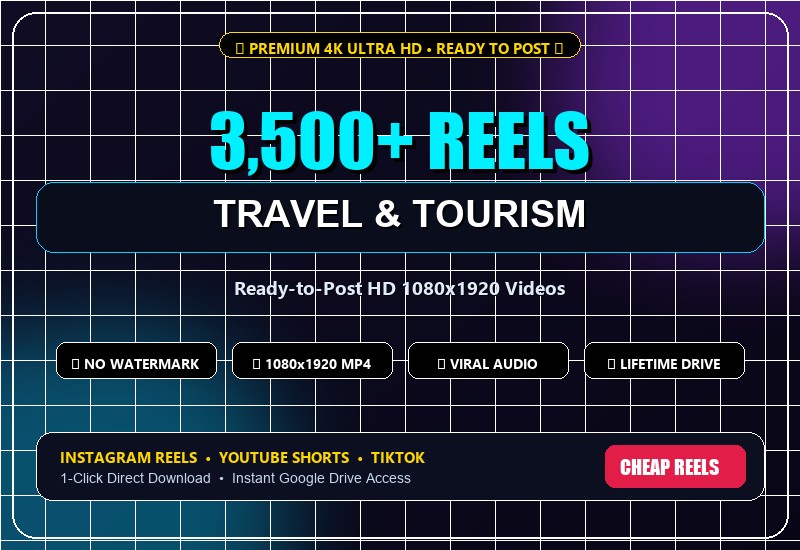 PREMIUM 4K ULTRA HD • READY TO POST
3,500+ REELS
TRAVEL & TOURISM
Ready-to-Post HD 1080x1920 Videos
NO WATERMARK
1080x1920 MP4
VIRAL AUDIO
LIFETIME DRIVE
INSTAGRAM REELS • YOUTUBE SHORTS • TIKTOK
1-Click Direct Download • Instant Google Drive Access
CHEAP REELS